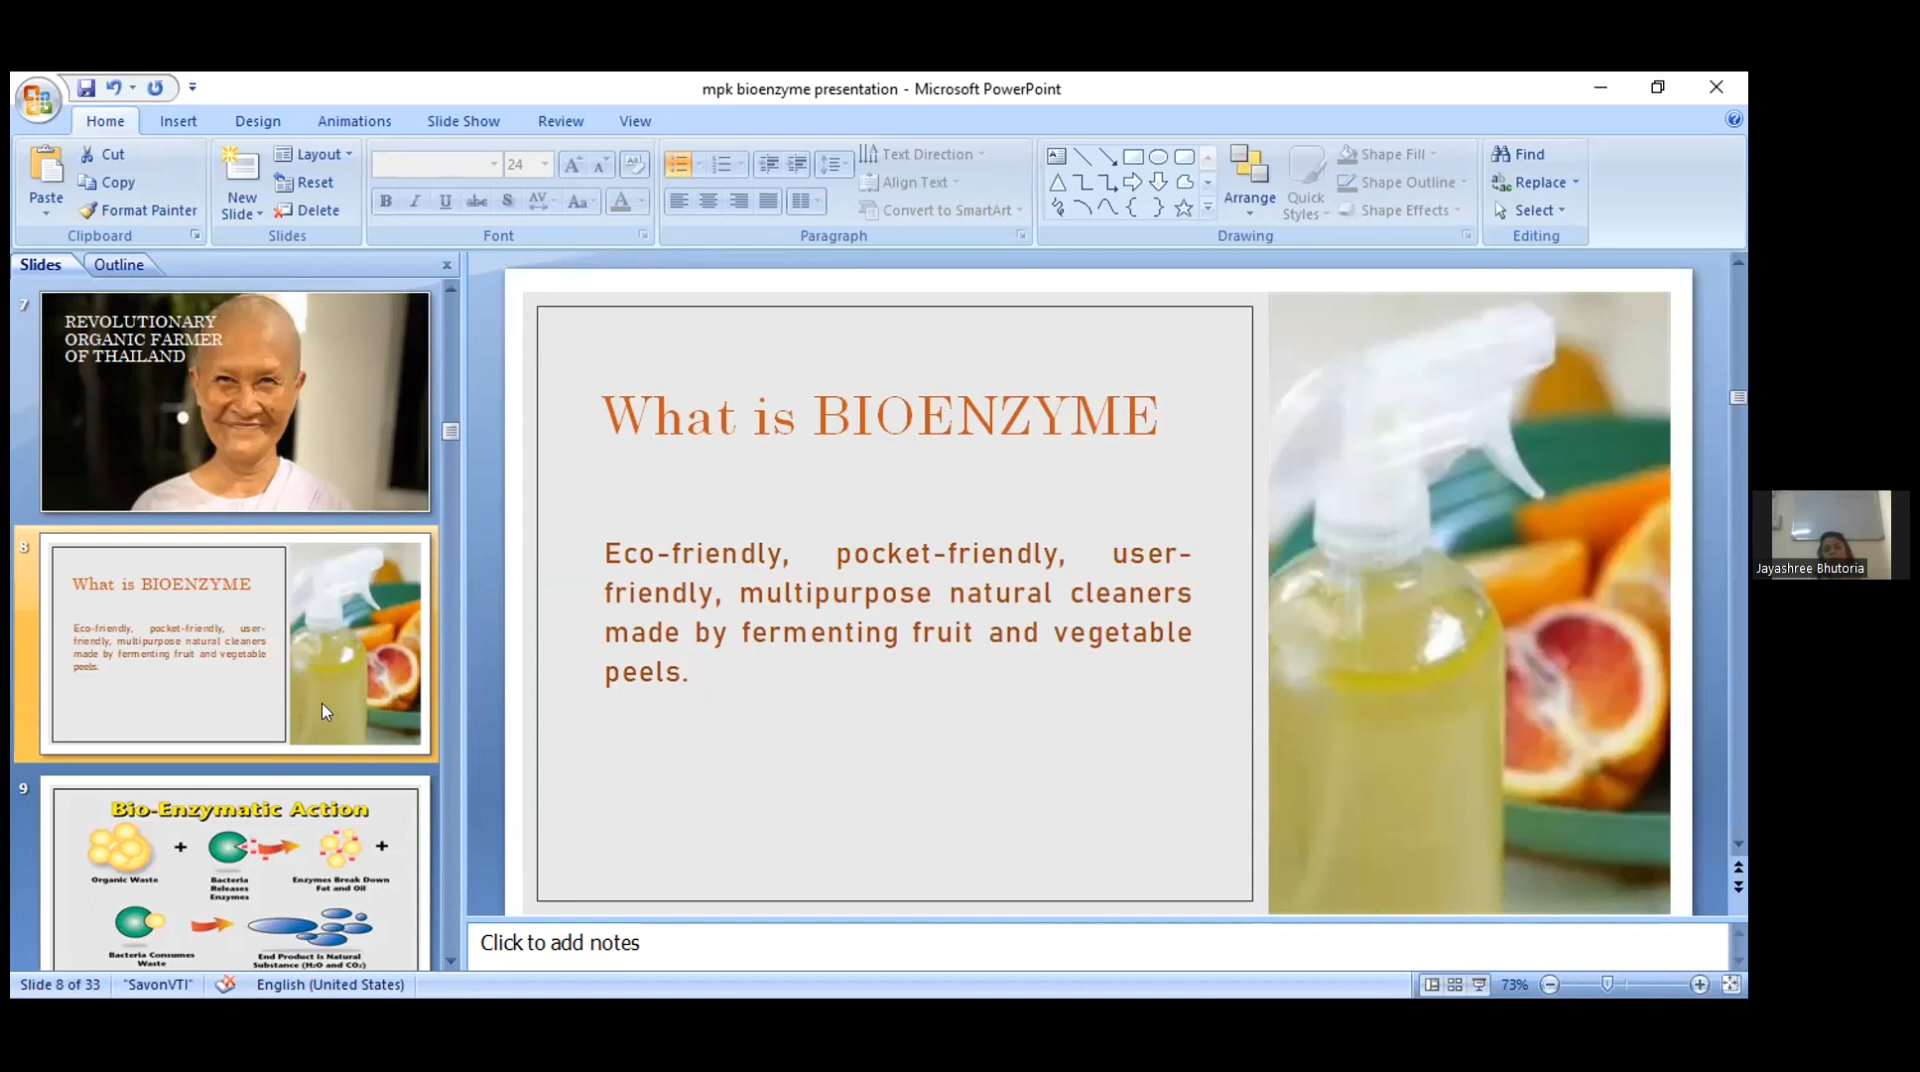 mpk bioenzyme presentation - Microsoft PowerPoint
Home Insert Design Animations Slide Show Review View
Paste
Cut
Copy
Format Painter
Clipboard
New
Slide
Layout
Reset
Delete
Slides
24
B I U abc S AV Aa A
Font
Text Direction
Align Text
Convert to SmartArt
Paragraph
Arrange
Quick
Styles
Shape Fill
Shape Outline
Shape Effects
Drawing
Find
Replace
Select
Editing
Slides Outline
7
REVOLUTIONARY
ORGANIC FARMER
OF THAILAND
8
What is BIOENZYME
Eco-friendly, pocket-friendly, user-
friendly, multipurpose natural cleaners
made by fermenting fruit and vegetable
peels.
9
Bio-Enzymatic Action
+ +
Organic Waste
Bacteria
Releases
Enzymes
Enzymes Break Down
Fat and Oil
Bacteria Consumes
Waste
End Product is Natural
Substance (H2O and CO2)
What is BIOENZYME
Eco-friendly, pocket-friendly, user-
friendly, multipurpose natural cleaners
made by fermenting fruit and vegetable
peels.
Click to add notes
Jayashree Bhutoria
Slide 8 of 33 "SavonVTI" English (United States) 73%